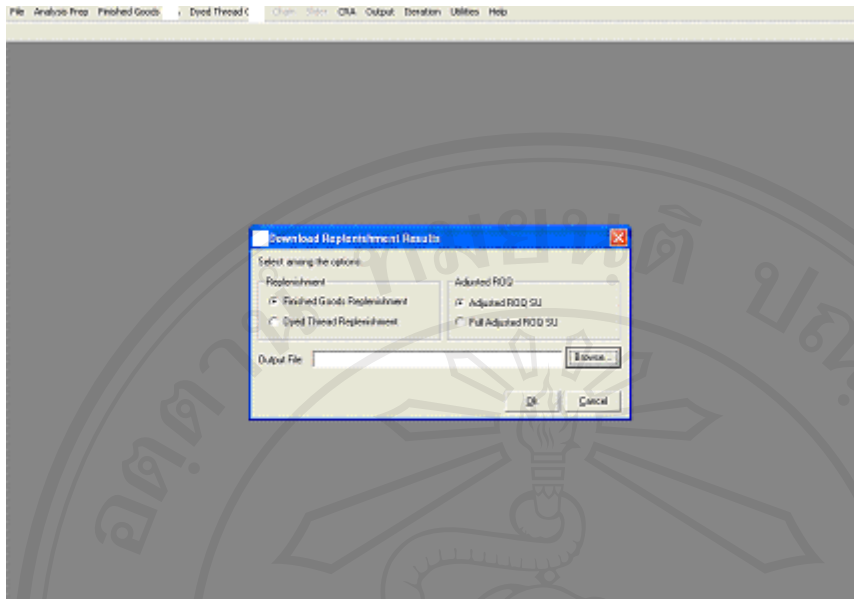 File Analysis Prep Finished Goods Dyed Thread Chain Slider CRA Output Iteration Utilities Help
Download Replenishment Results
Select among the options:
Replenishment
Finished Goods Replenishment
Dyed Thread Replenishment
Adjusted ROQ
Adjusted ROQ SU
Full Adjusted ROQ SU
Output File
Browse...
Ok
Cancel